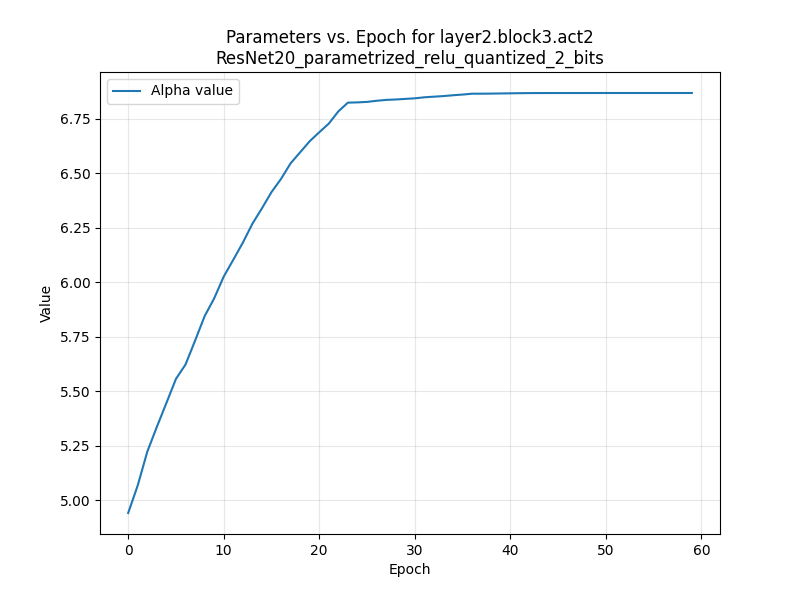 Parameters vs. Epoch for layer2.block3.act2
ResNet20_parametrized_relu_quantized_2_bits
Alpha value
6.75
6.50
6.25
6.00
5.75
5.50
5.25
5.00
Value
0 10 20 30 40 50 60
Epoch